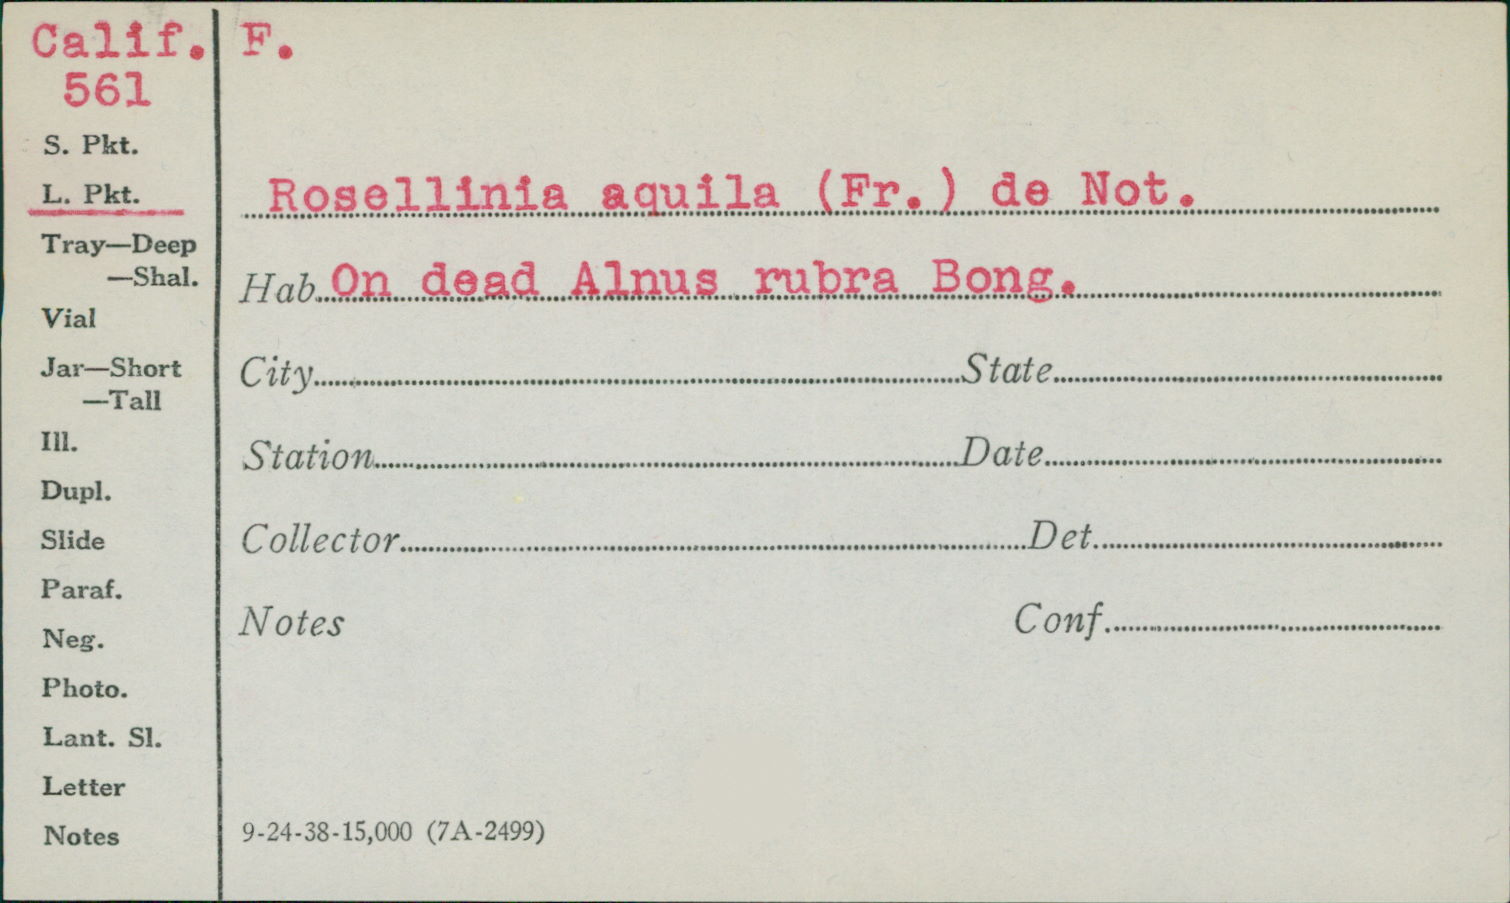 Calif.
561
S. Pkt.
L. Pkt.
Tray—Deep
—Shal.
Vial
Jar—Short
—Tall
Ill.
Dupl.
Slide
Paraf.
Neg.
Photo.
Lant. Sl.
Letter
Notes
F.
Rosellinia aquila (Fr.) de Not.
Hab. On dead Alnus rubra Bong.
City State
Station Date
Collector Det.
Notes Conf.
9-24-38-15,000 (7A-2499)